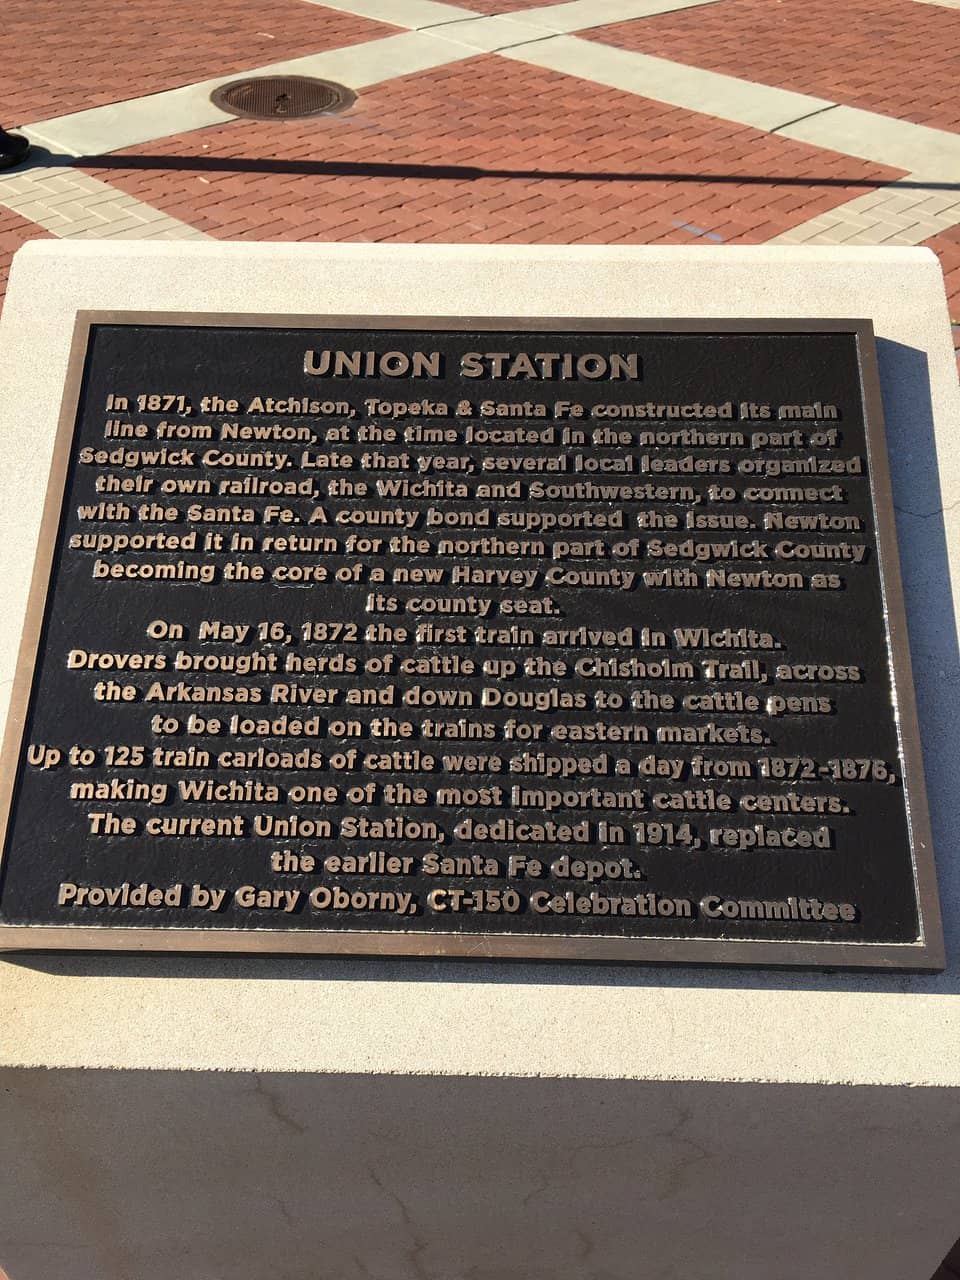 UNION STATION
In 1871, the Atchison, Topeka & Santa Fe constructed its main
line from Newton, at the time located in the northern part of
Sedgwick County. Late that year, several local leaders organized
their own railroad, the Wichita and Southwestern, to connect
with the Santa Fe. A county bond supported the issue. Newton
supported it in return for the northern part of Sedgwick County
becoming the core of a new Harvey County with Newton as
its county seat.
On May 16, 1872 the first train arrived in Wichita.
Drovers brought herds of cattle up the Chisholm Trail, across
the Arkansas River and down Douglas to the cattle pens
to be loaded on the trains for eastern markets.
Up to 125 train carloads of cattle were shipped a day from 1872-1876,
making Wichita one of the most important cattle centers.
The current Union Station, dedicated in 1914, replaced
the earlier Santa Fe depot.
Provided by Gary Oborny, CT-150 Celebration Committee